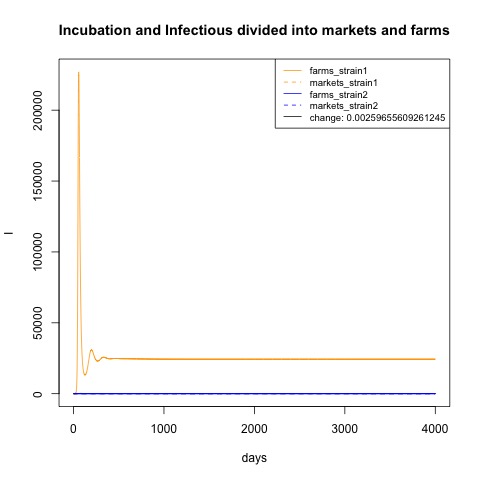 Incubation and Infectious divided into markets and farms
farms_strain1
markets_strain1
farms_strain2
markets_strain2
change: 0.00259655609261245
200000
150000
100000
50000
0
I
0 1000 2000 3000 4000
days